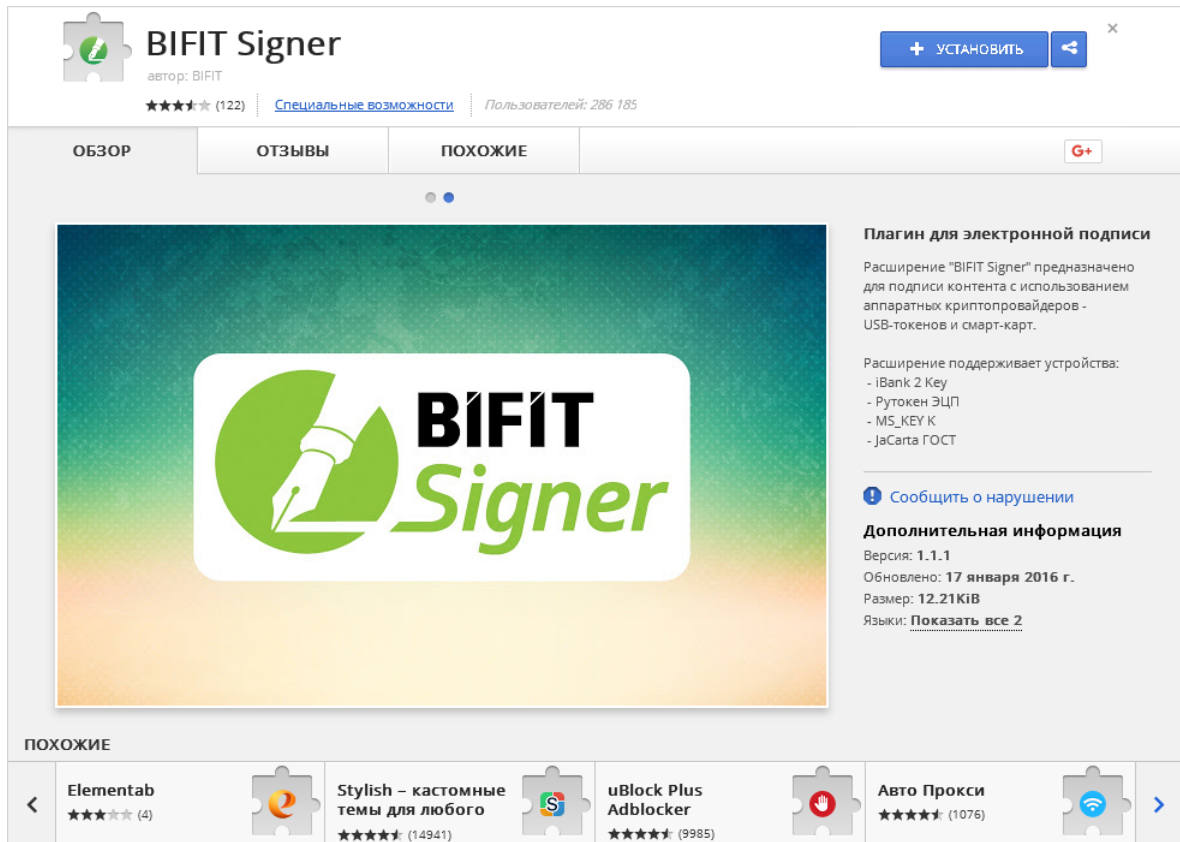 BIFIT Signer
автор: BIFIT
(122)
Специальные возможности
Пользователей: 286 185
УСТАНОВИТЬ
ОБЗОР
ОТЗЫВЫ
ПОХОЖИЕ
G+
BIFIT
Signer
Плагин для электронной подписи
Расширение "BIFIT Signer" предназначено
для подписи контента с использованием
аппаратных криптопровайдеров -
USB-токенов и смарт-карт.
Расширение поддерживает устройства:
- iBank 2 Key
- Рутокен ЭЦП
- MS_KEY K
- JaCarta ГОСТ
Сообщить о нарушении
Дополнительная информация
Версия: 1.1.1
Обновлено: 17 января 2016 г.
Размер: 12.21KiB
Языки: Показать все 2
ПОХОЖИЕ
Elementab
(4)
Stylish – кастомные
темы для любого
(14941)
S
uBlock Plus
Adblocker
(9985)
Авто Прокси
(1076)